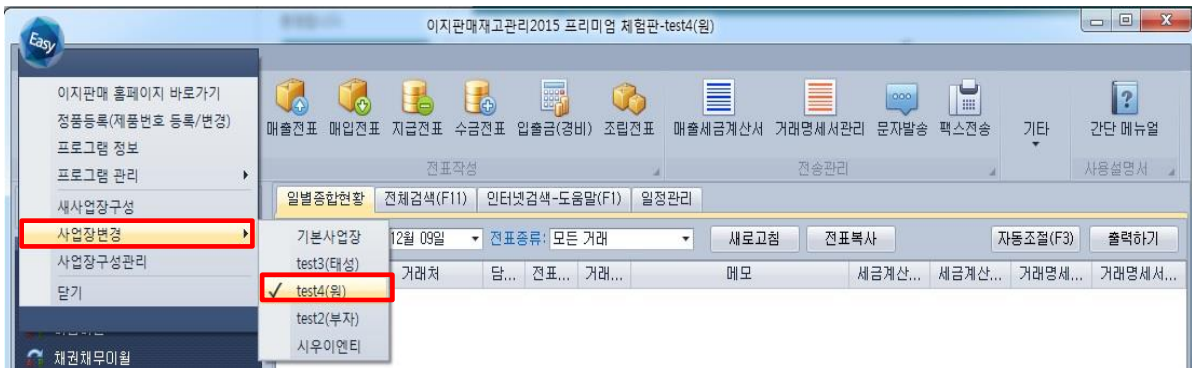 이지판매재고관리2015 프리미엄 체험판-test4(원)
Easy
이지판매 홈페이지 바로가기
정품등록(제품번호 등록/변경)
프로그램 정보
프로그램 관리
새사업장구성
사업장변경
사업장구성관리
닫기
채권채무이월
매출전표 매입전표 지급전표 수금전표 입출금(경비) 조립전표 매출세금계산서 거래명세서관리 문자발송 팩스전송 기타 간단 메뉴얼
전표작성 전송관리 사용설명서
일별종합현황 전체검색(F11) 인터넷검색-도움말(F1) 일정관리
12월 09일 전표종류: 모든 거래 새로고침 전표복사 자동조절(F3) 출력하기
거래처 담... 전표... 거래... 메모 세금계산... 세금계산... 거래명세... 거래명세서...
기본사업장
test3(태성)
✓ test4(원)
test2(부자)
시우이엔티